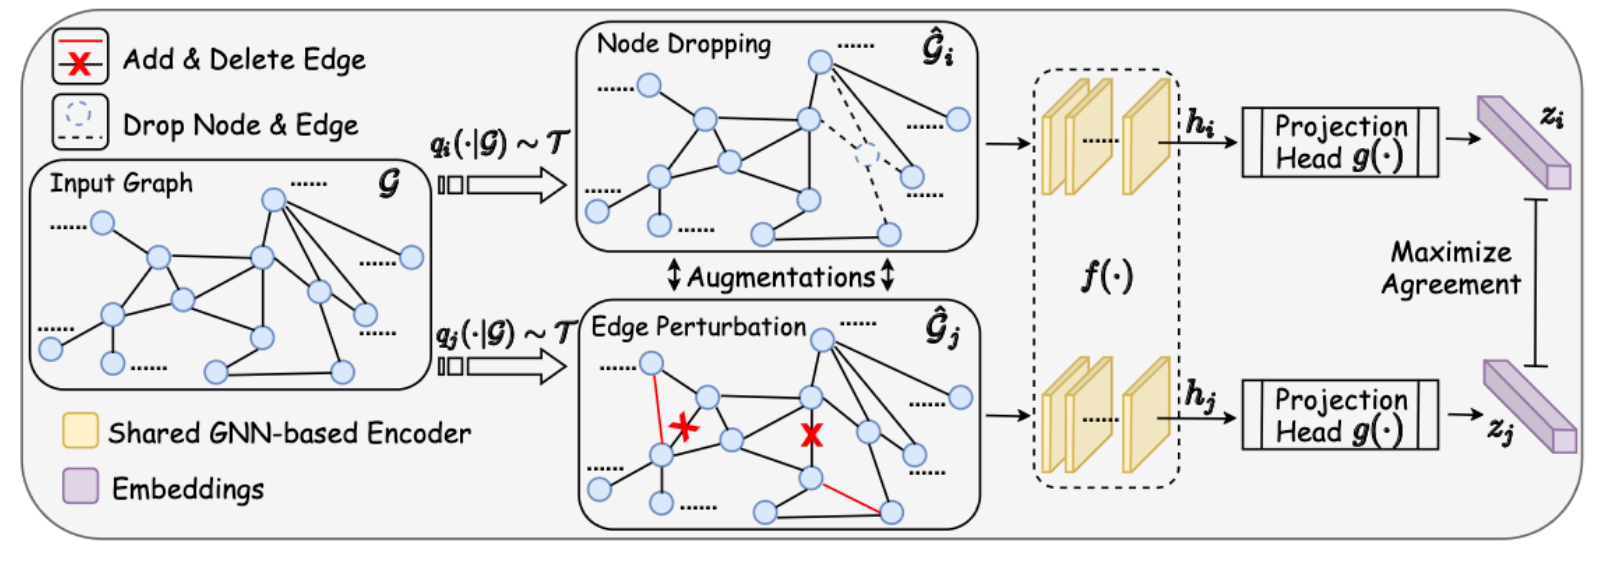 Add & Delete Edge
Drop Node & Edge
Input Graph
𝒢
......
......
......
......
......
......
qᵢ(·|𝒢) ~ 𝒯
qⱼ(·|𝒢) ~ 𝒯
Shared GNN-based Encoder
Embeddings
Node Dropping
𝒢̂ᵢ
......
......
......
......
......
......
Augmentations
Edge Perturbation
𝒢̂ⱼ
......
......
......
......
......
......
......
f(·)
......
hᵢ
hⱼ
Projection
Head g(·)
Projection
Head g(·)
zᵢ
Maximize
Agreement
zⱼ